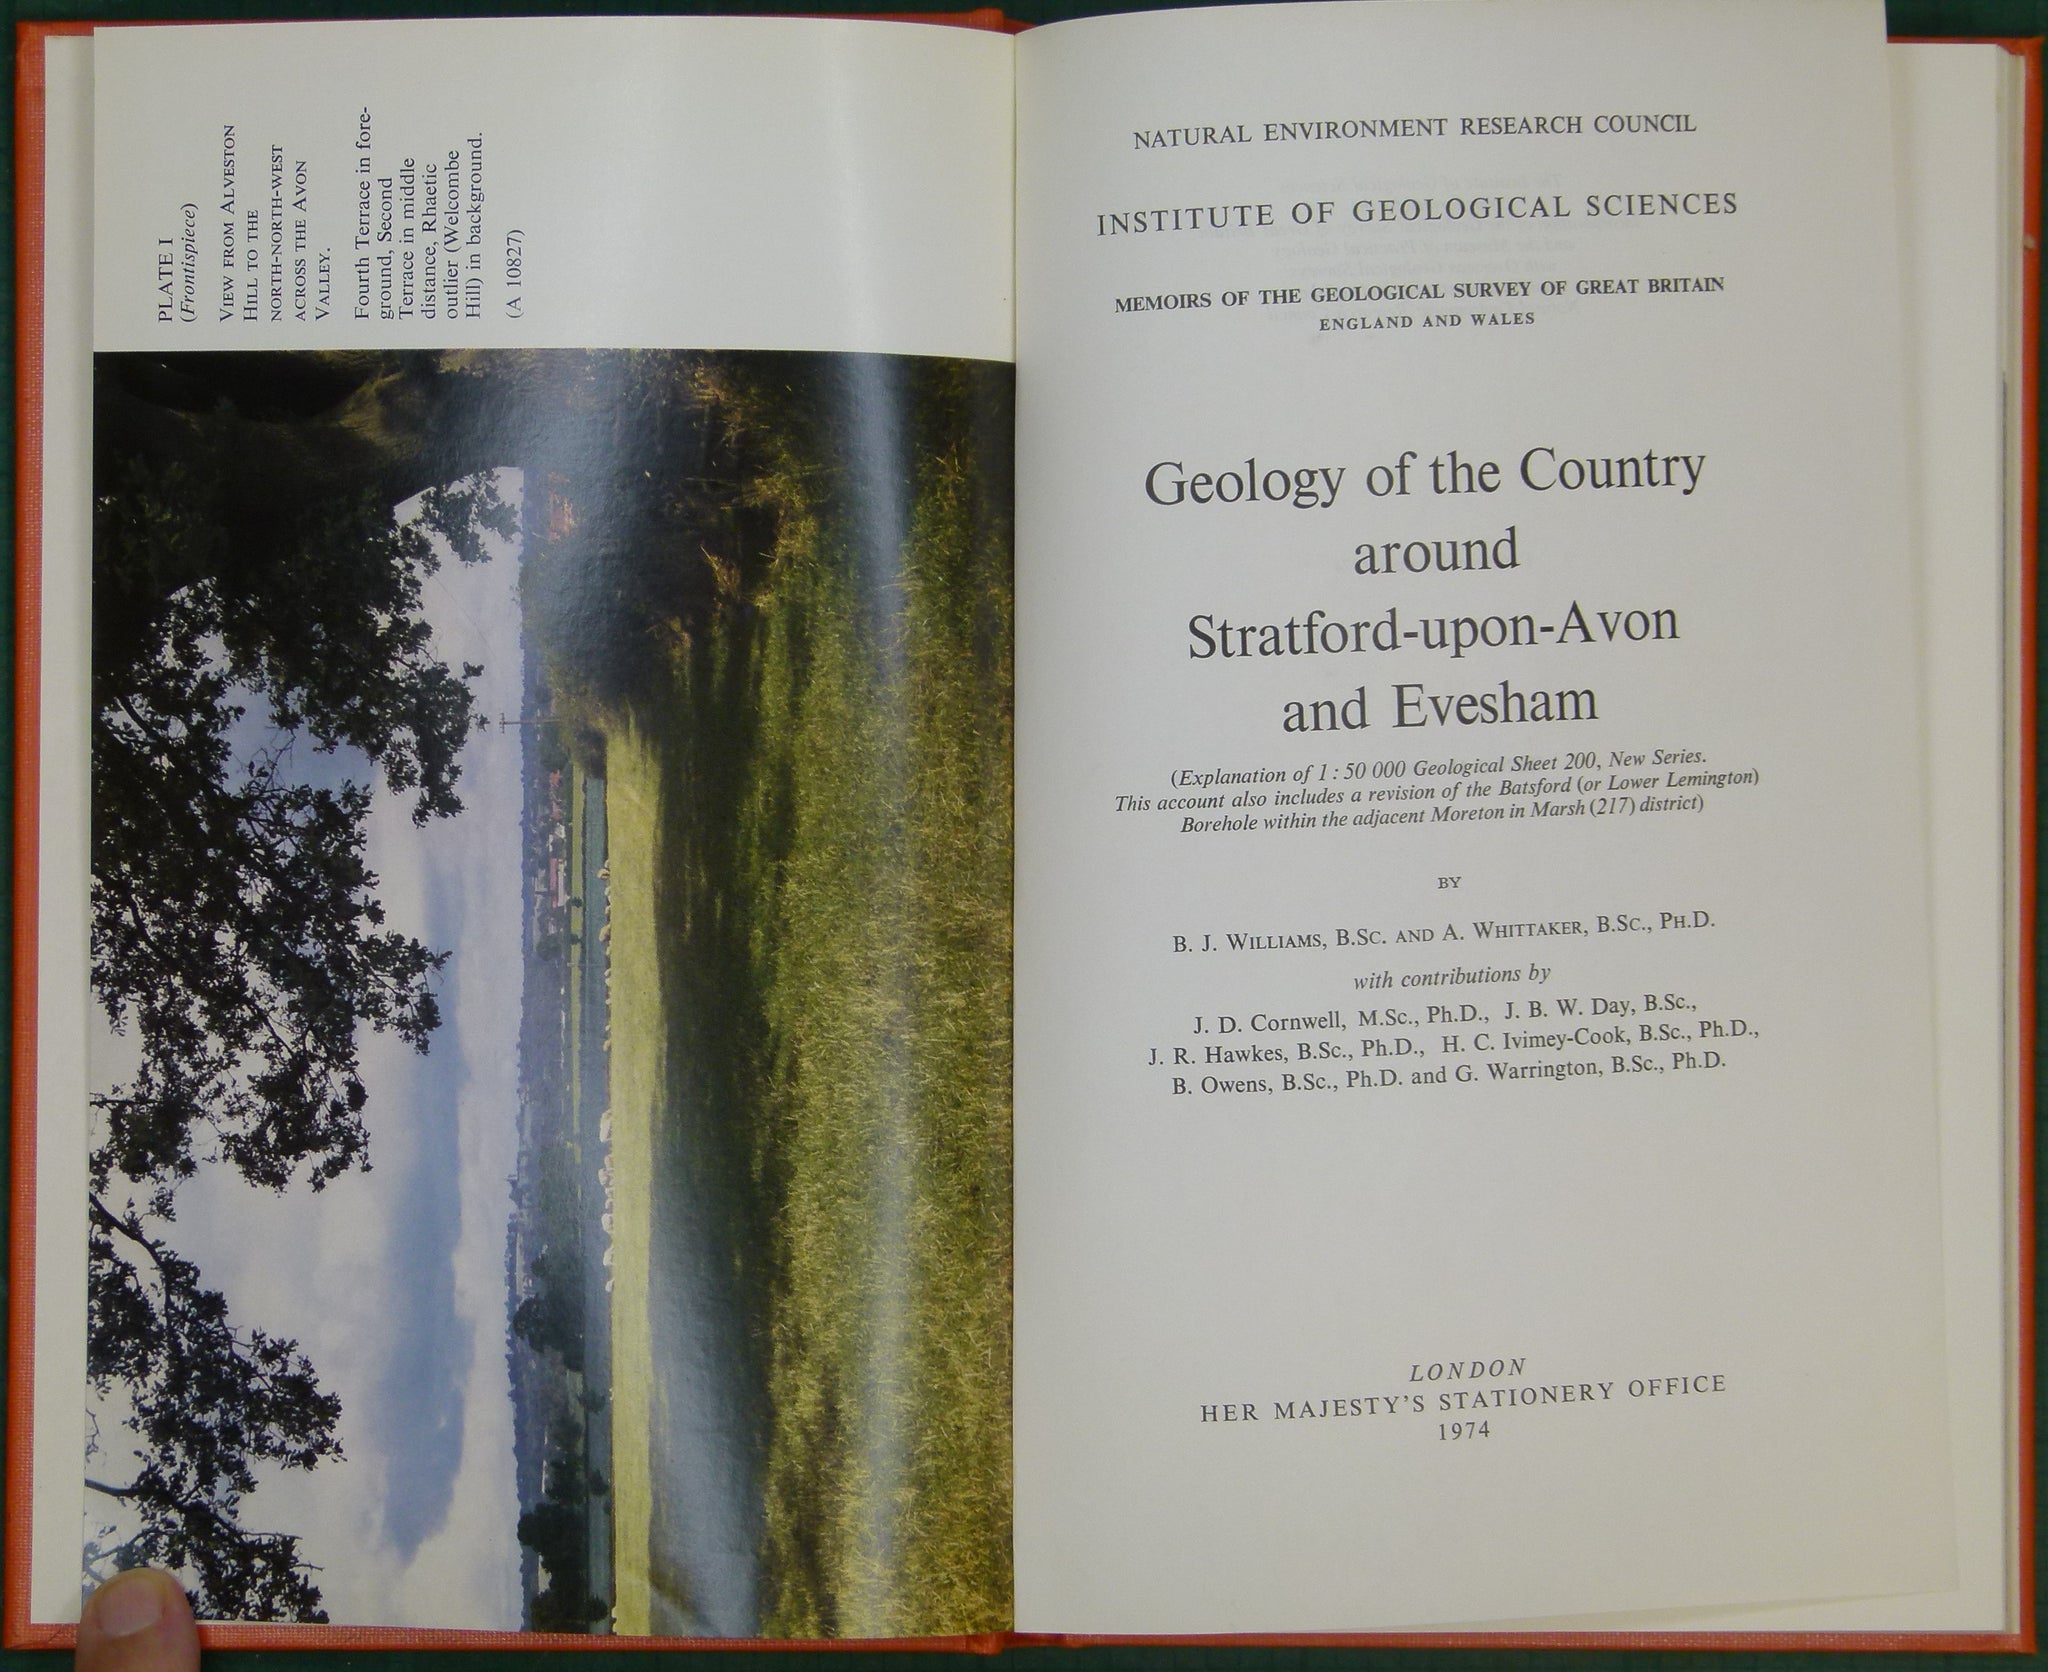 PLATE I
(Frontispiece)
VIEW FROM ALVESTON
HILL TO THE
NORTH-NORTH-WEST
ACROSS THE AVON
VALLEY.
Fourth Terrace in fore-
ground, Second
Terrace in middle
distance, Rhaetic
outlier (Welcombe
Hill) in background.
(A 10827)
NATURAL ENVIRONMENT RESEARCH COUNCIL
INSTITUTE OF GEOLOGICAL SCIENCES
MEMOIRS OF THE GEOLOGICAL SURVEY OF GREAT BRITAIN
ENGLAND AND WALES
Geology of the Country
around
Stratford-upon-Avon
and Evesham
(Explanation of 1 : 50 000 Geological Sheet 200, New Series.
This account also includes a revision of the Batsford (or Lower Lemington)
Borehole within the adjacent Moreton in Marsh (217) district)
BY
B. J. WILLIAMS, B.SC. AND A. WHITTAKER, B.SC., PH.D.
with contributions by
J. D. Cornwell, M.Sc., Ph.D., J. B. W. Day, B.Sc.,
J. R. Hawkes, B.Sc., Ph.D., H. C. Ivimey-Cook, B.Sc., Ph.D.,
B. Owens, B.Sc., Ph.D. and G. Warrington, B.Sc., Ph.D.
LONDON
HER MAJESTY'S STATIONERY OFFICE
1974